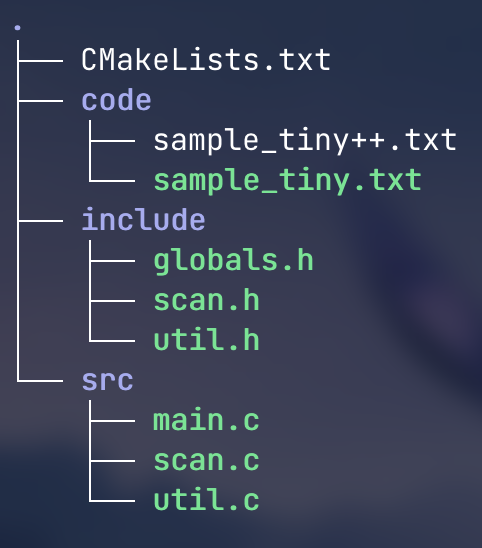 .
CMakeLists.txt
code
sample_tiny++.txt
sample_tiny.txt
include
globals.h
scan.h
util.h
src
main.c
scan.c
util.c